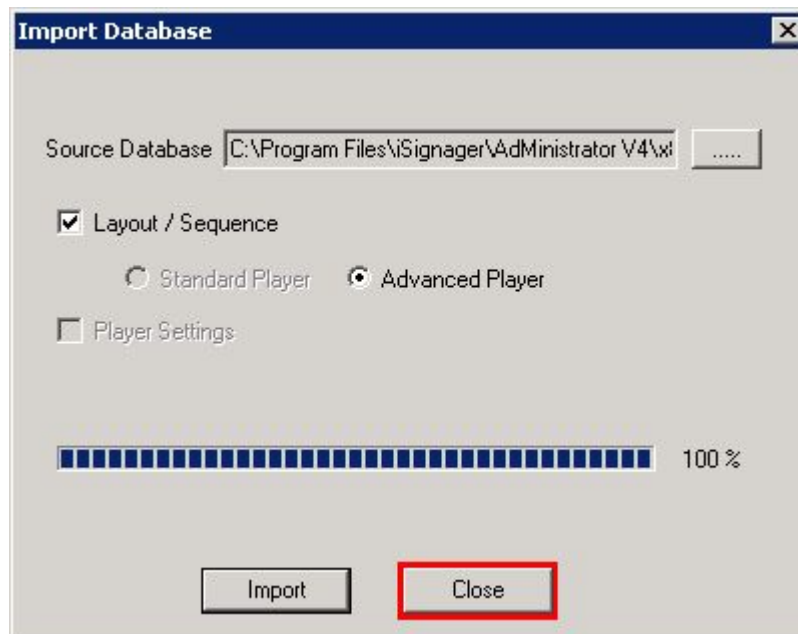 Import Database
Source Database C:\Program Files\iSignager\AdMinistrator V4\x .....
Layout / Sequence
Standard Player Advanced Player
Player Settings
100 %
Import Close